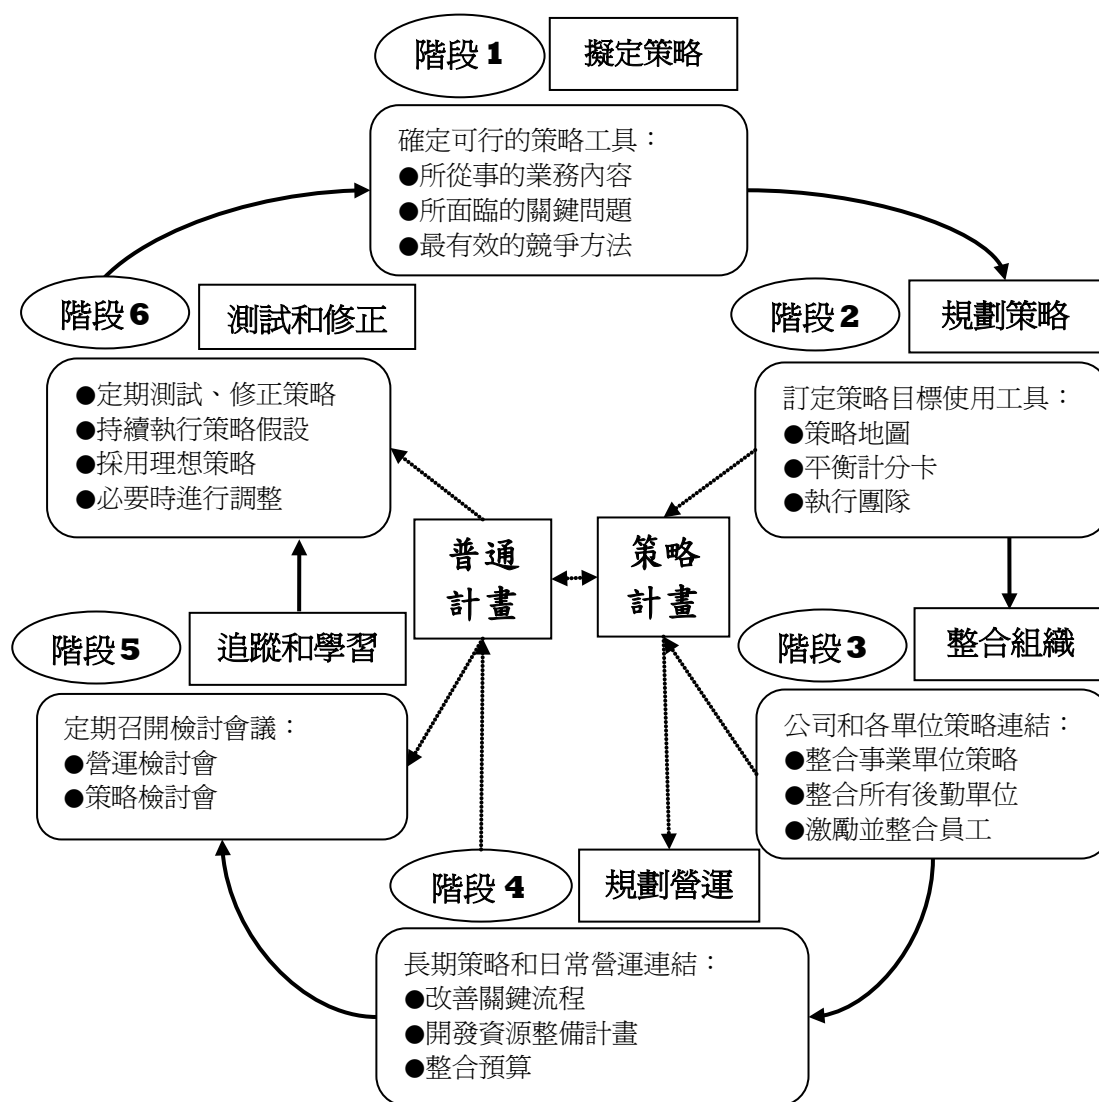 階段 1
擬定策略
確定可行的策略工具：
●所從事的業務內容
●所面臨的關鍵問題
●最有效的競爭方法
階段 2
規劃策略
訂定策略目標使用工具：
●策略地圖
●平衡計分卡
●執行團隊
階段 3
整合組織
公司和各單位策略連結：
●整合事業單位策略
●整合所有後勤單位
●激勵並整合員工
階段 4
規劃營運
長期策略和日常營運連結：
●改善關鍵流程
●開發資源整備計畫
●整合預算
階段 5
追蹤和學習
定期召開檢討會議：
●營運檢討會
●策略檢討會
階段 6
測試和修正
●定期測試、修正策略
●持續執行策略假設
●採用理想策略
●必要時進行調整
普通
計畫
策略
計畫